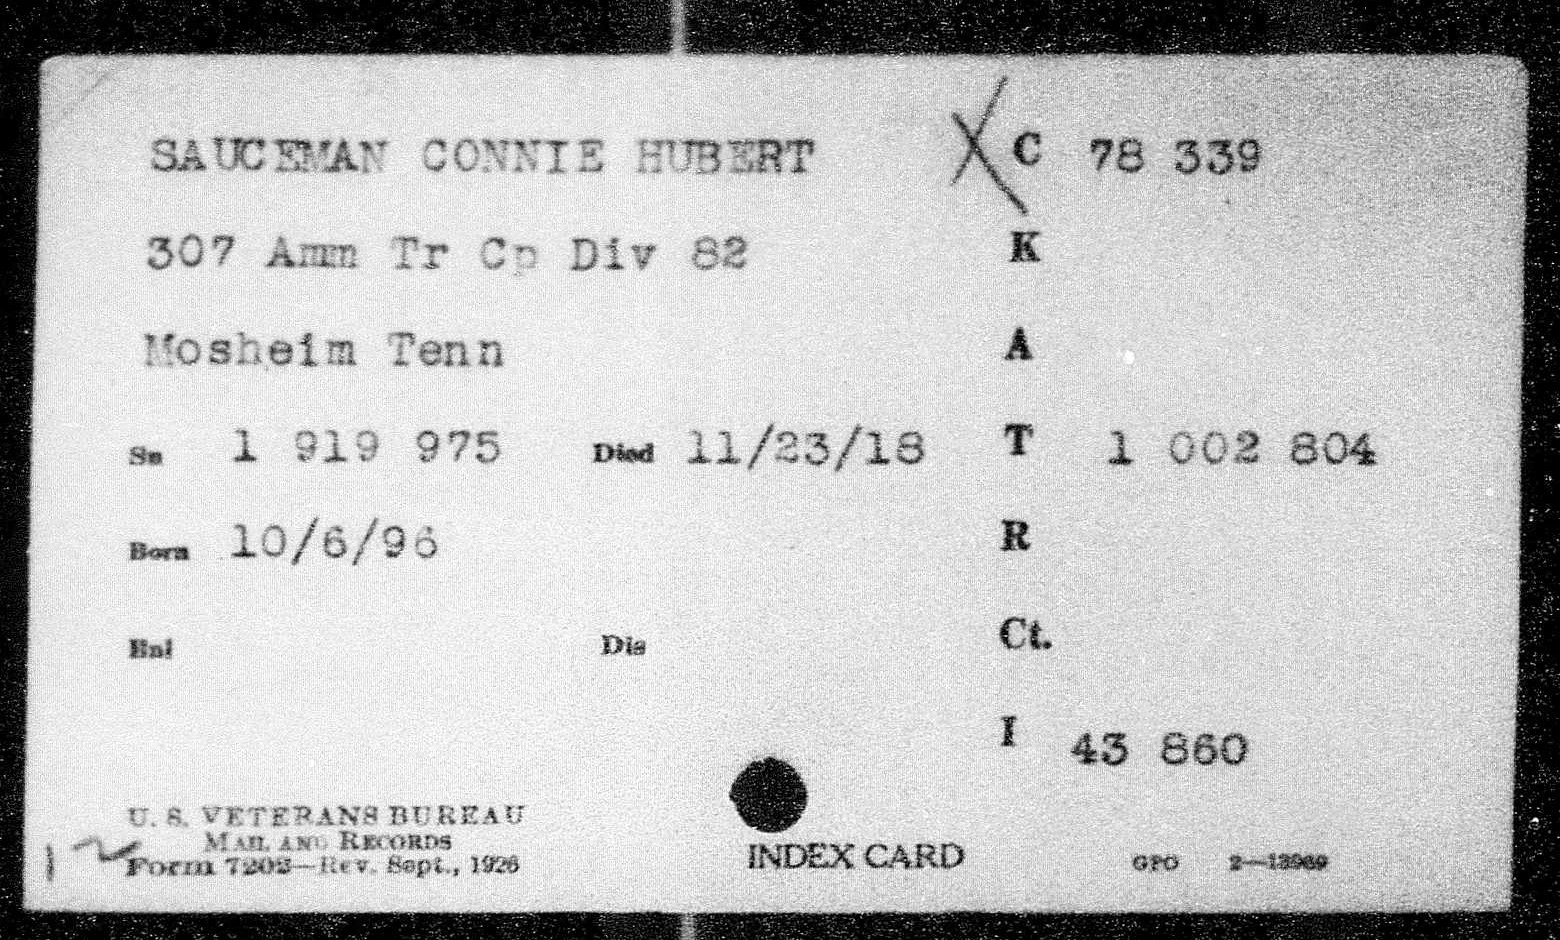 SAUCEMAN CONNIE HUBERT X C 78 339
307 Amm Tr Cp Div 82 K
Mosheim Tenn A
Sn 1 919 975 Died 11/23/18 T 1 002 804
Born 10/6/96 R
Enl Dis Ct.
I 43 860
U. S. VETERANS BUREAU
MAIL AND RECORDS
Form 7202—Rev. Sept., 1926 INDEX CARD GPO 2—13969